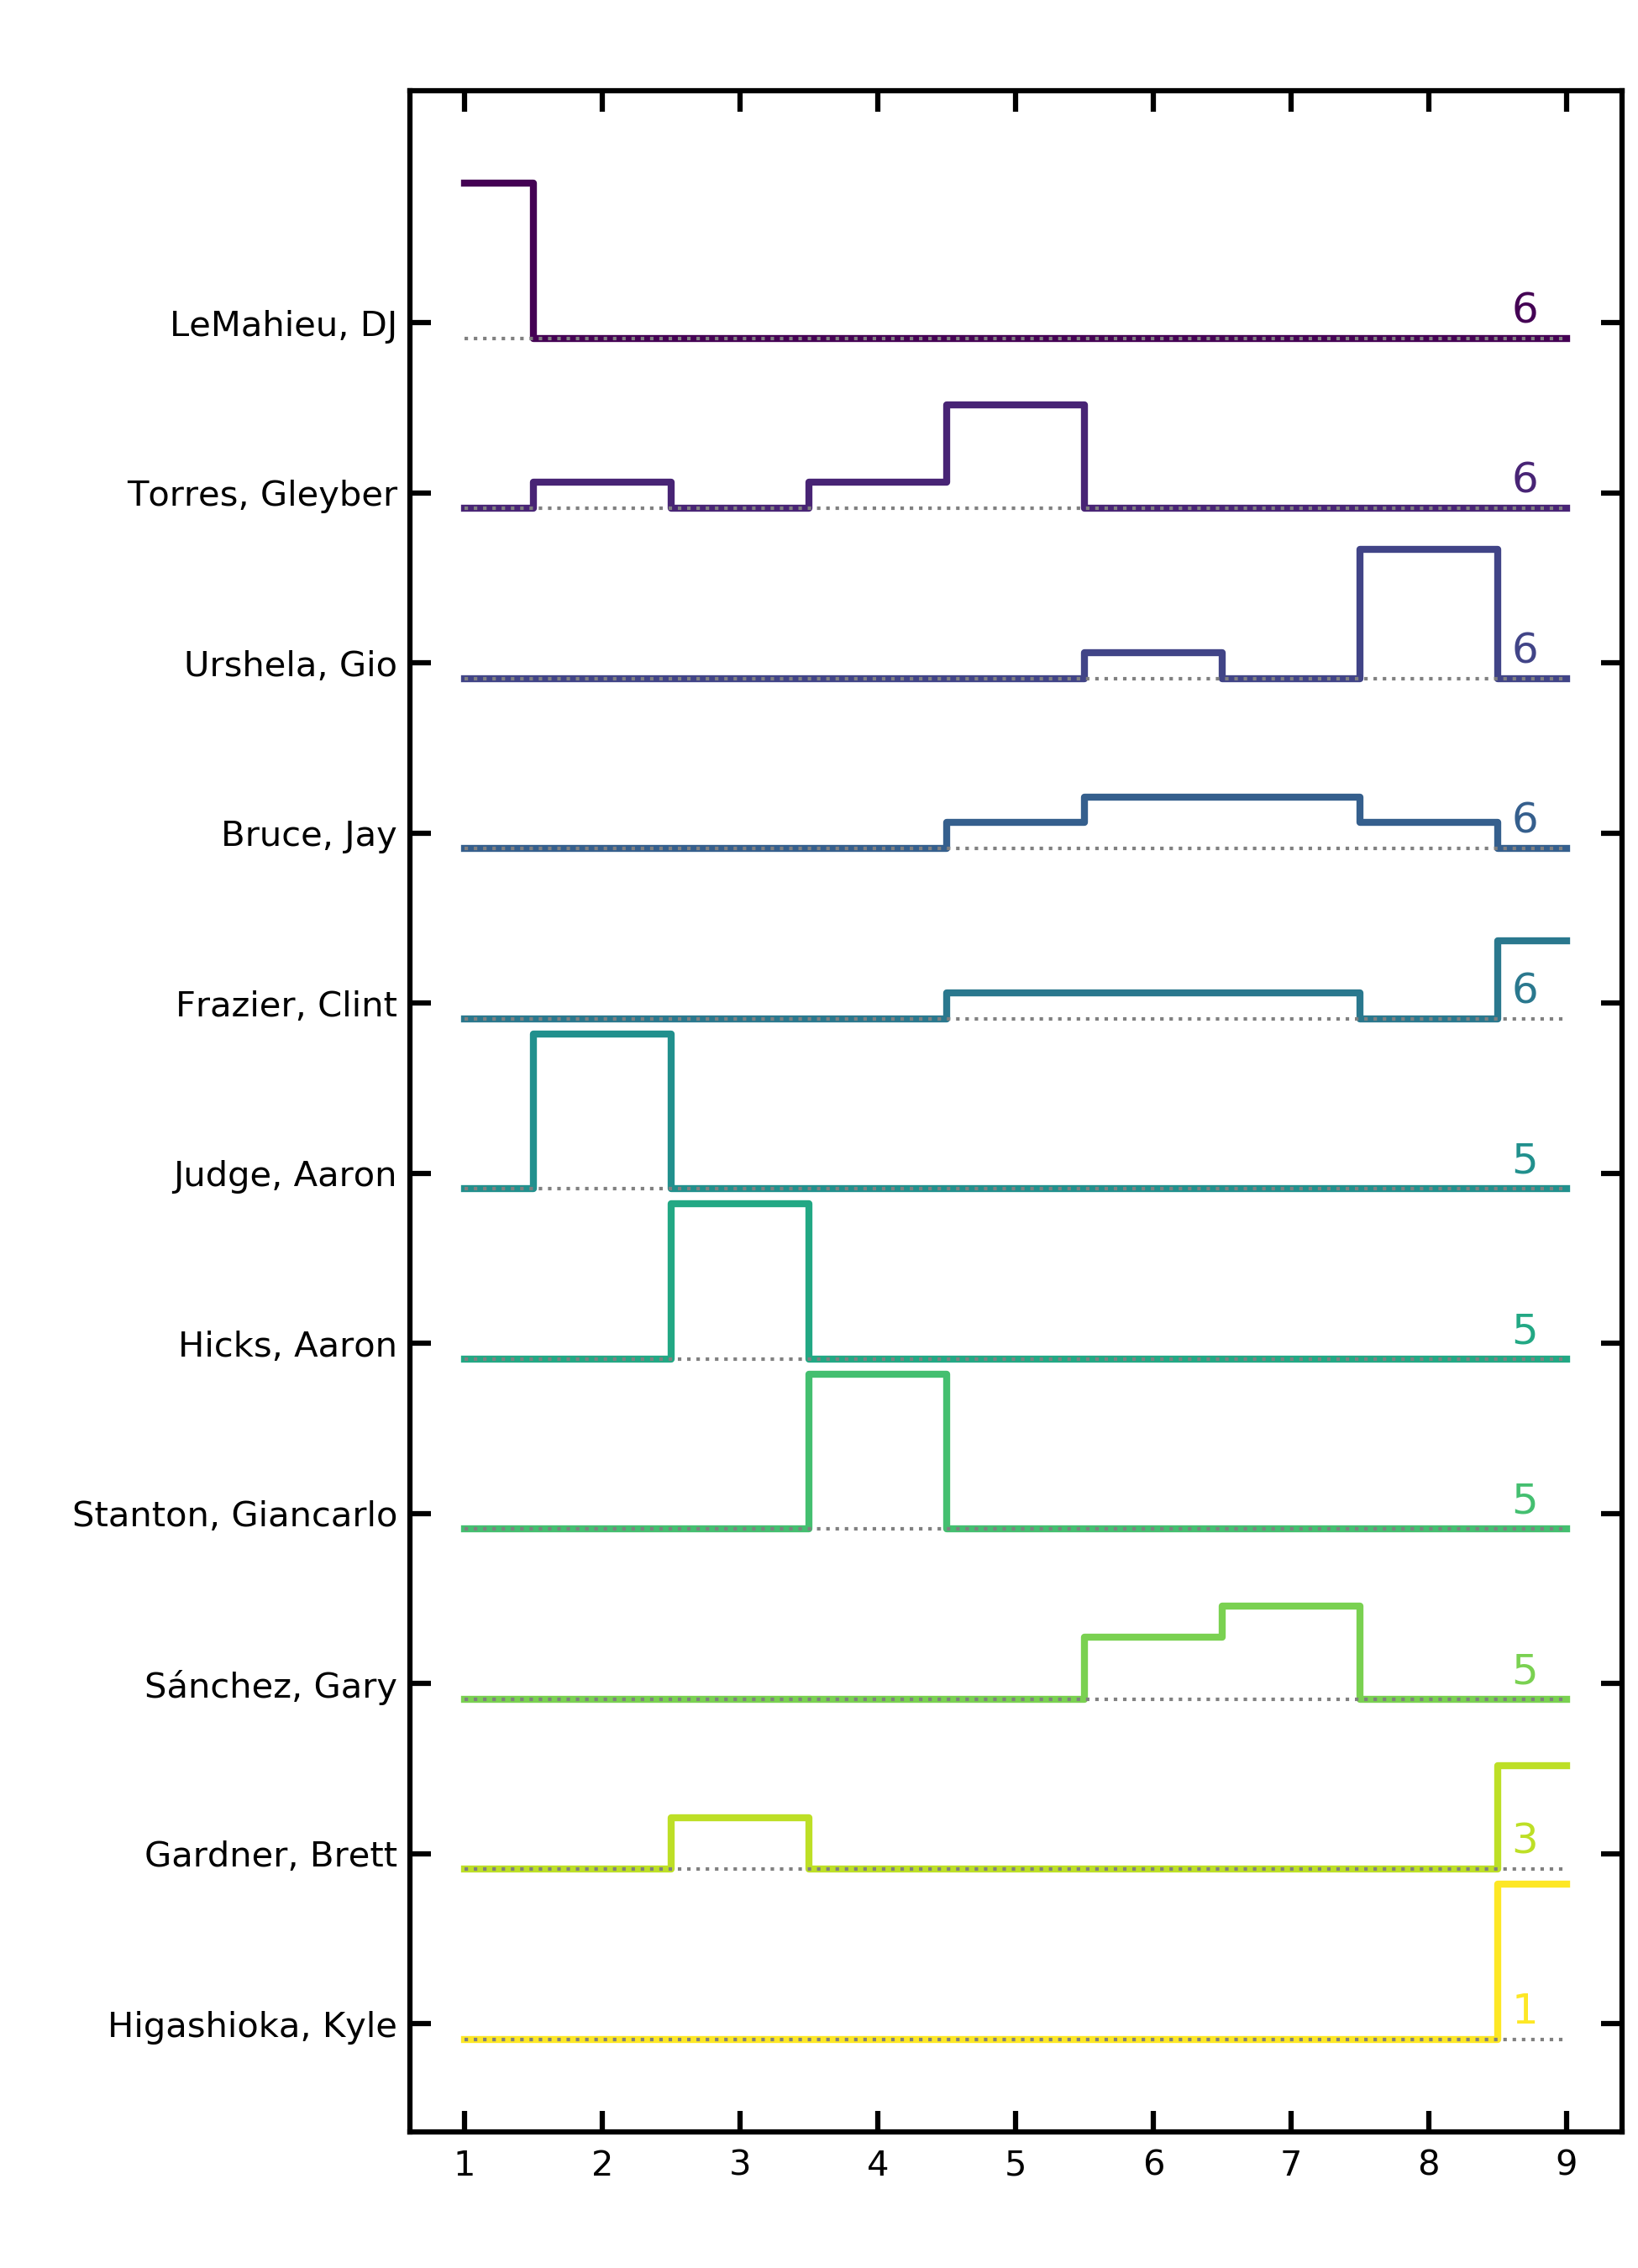 LeMahieu, DJ 6
Torres, Gleyber 6
Urshela, Gio 6
Bruce, Jay 6
Frazier, Clint 6
Judge, Aaron 5
Hicks, Aaron 5
Stanton, Giancarlo 5
Sánchez, Gary 5
Gardner, Brett 3
Higashioka, Kyle 1
1 2 3 4 5 6 7 8 9